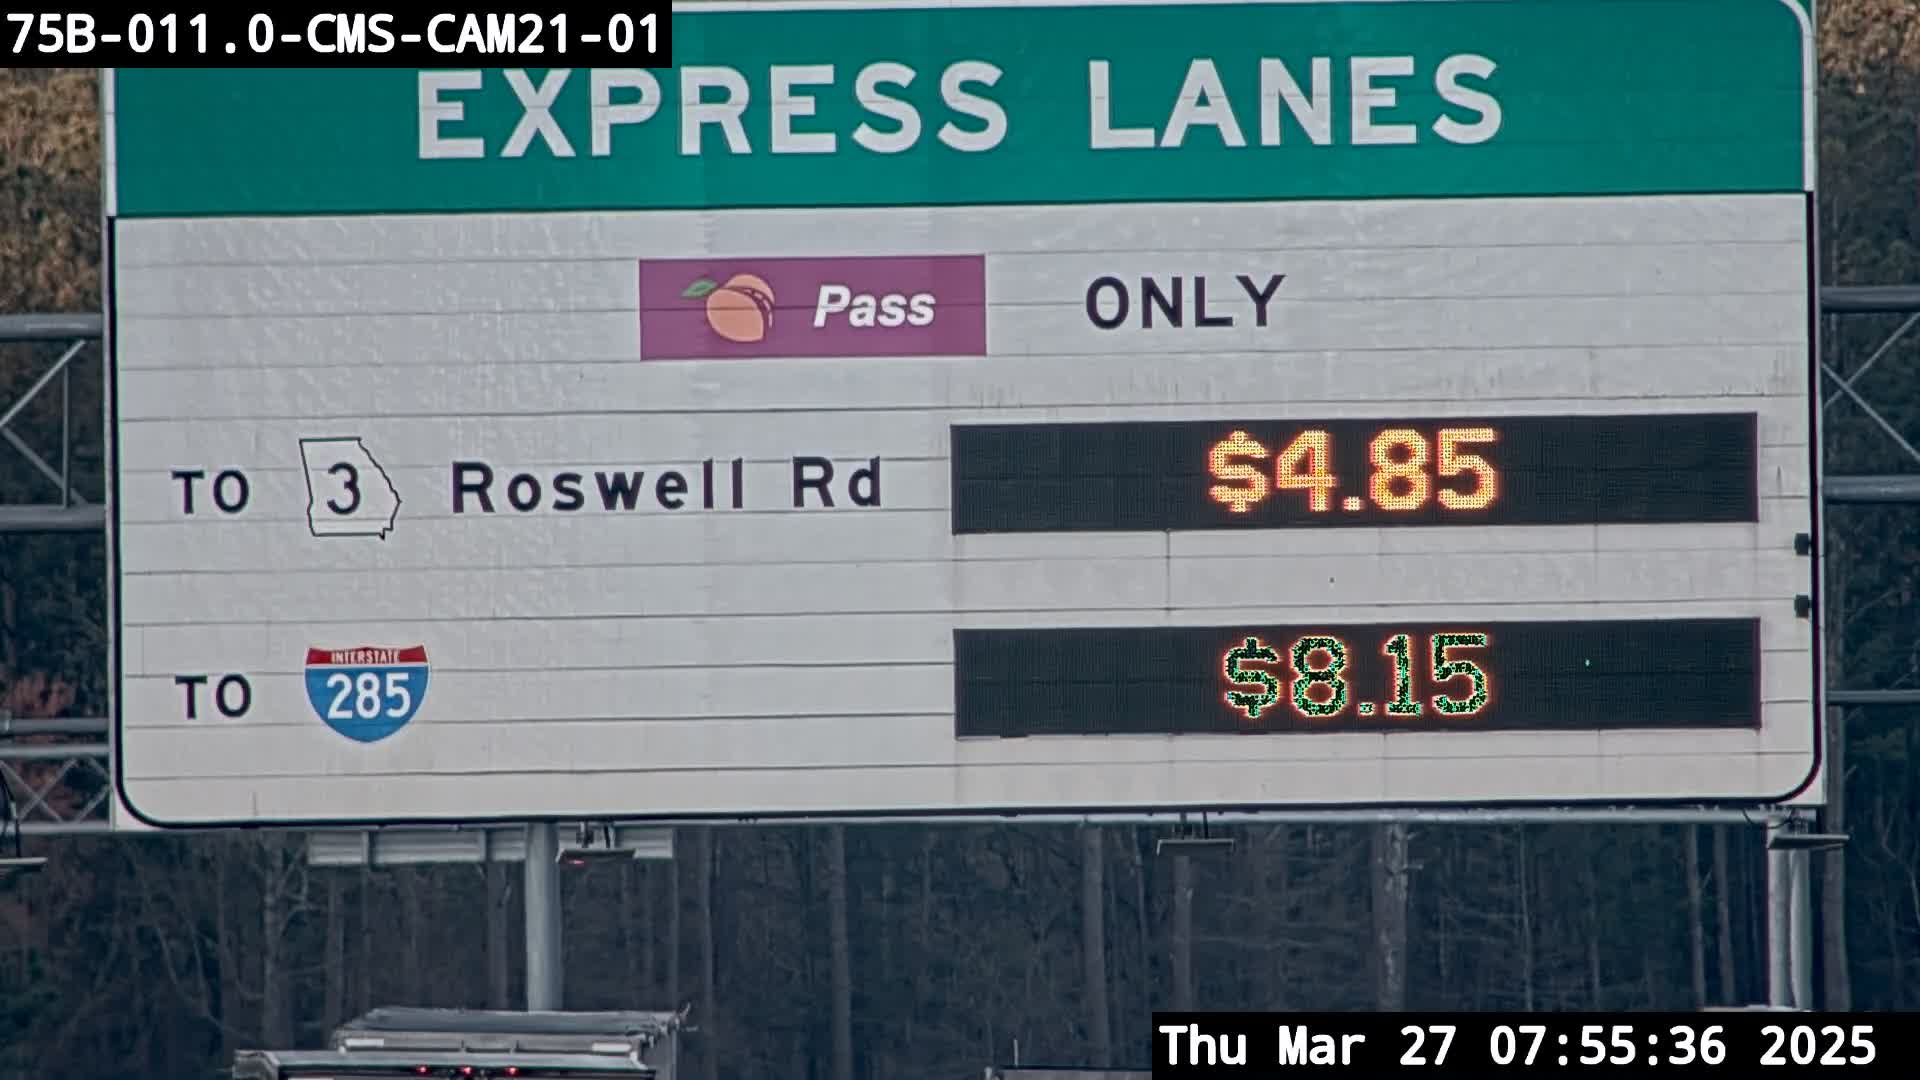 75B-011.0-CMS-CAM21-01
EXPRESS LANES
Pass ONLY
TO 3 Roswell Rd $4.85
INTERSTATE
TO 285 $8.15
Thu Mar 27 07:55:36 2025